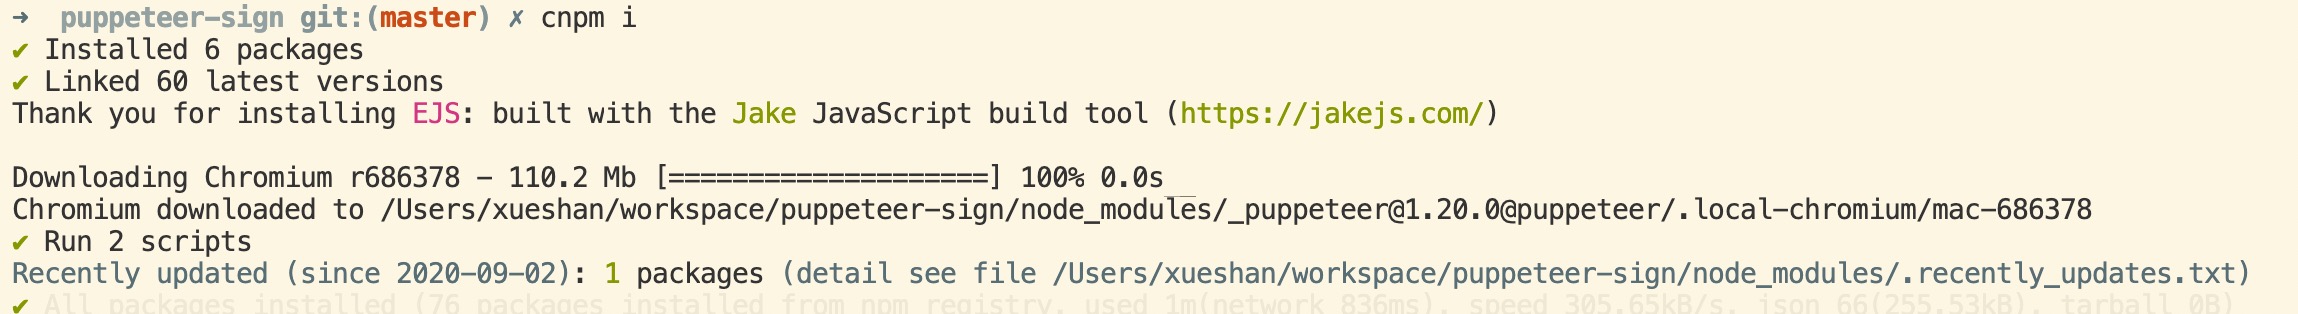 ➜  puppeteer-sign git:(master) ✗ cnpm i
✔ Installed 6 packages
✔ Linked 60 latest versions
Thank you for installing EJS: built with the Jake JavaScript build tool (https://jakejs.com/)
Downloading Chromium r686378 - 110.2 Mb [====================] 100% 0.0s
Chromium downloaded to /Users/xueshan/workspace/puppeteer-sign/node_modules/_puppeteer@1.20.0@puppeteer/.local-chromium/mac-686378
✔ Run 2 scripts
Recently updated (since 2020-09-02): 1 packages (detail see file /Users/xueshan/workspace/puppeteer-sign/node_modules/.recently_updates.txt)
✔ All packages installed (76 packages installed from npm registry, used 1m(network 836ms), speed 305.65kB/s, json 66(255.53kB), tarball 0B)